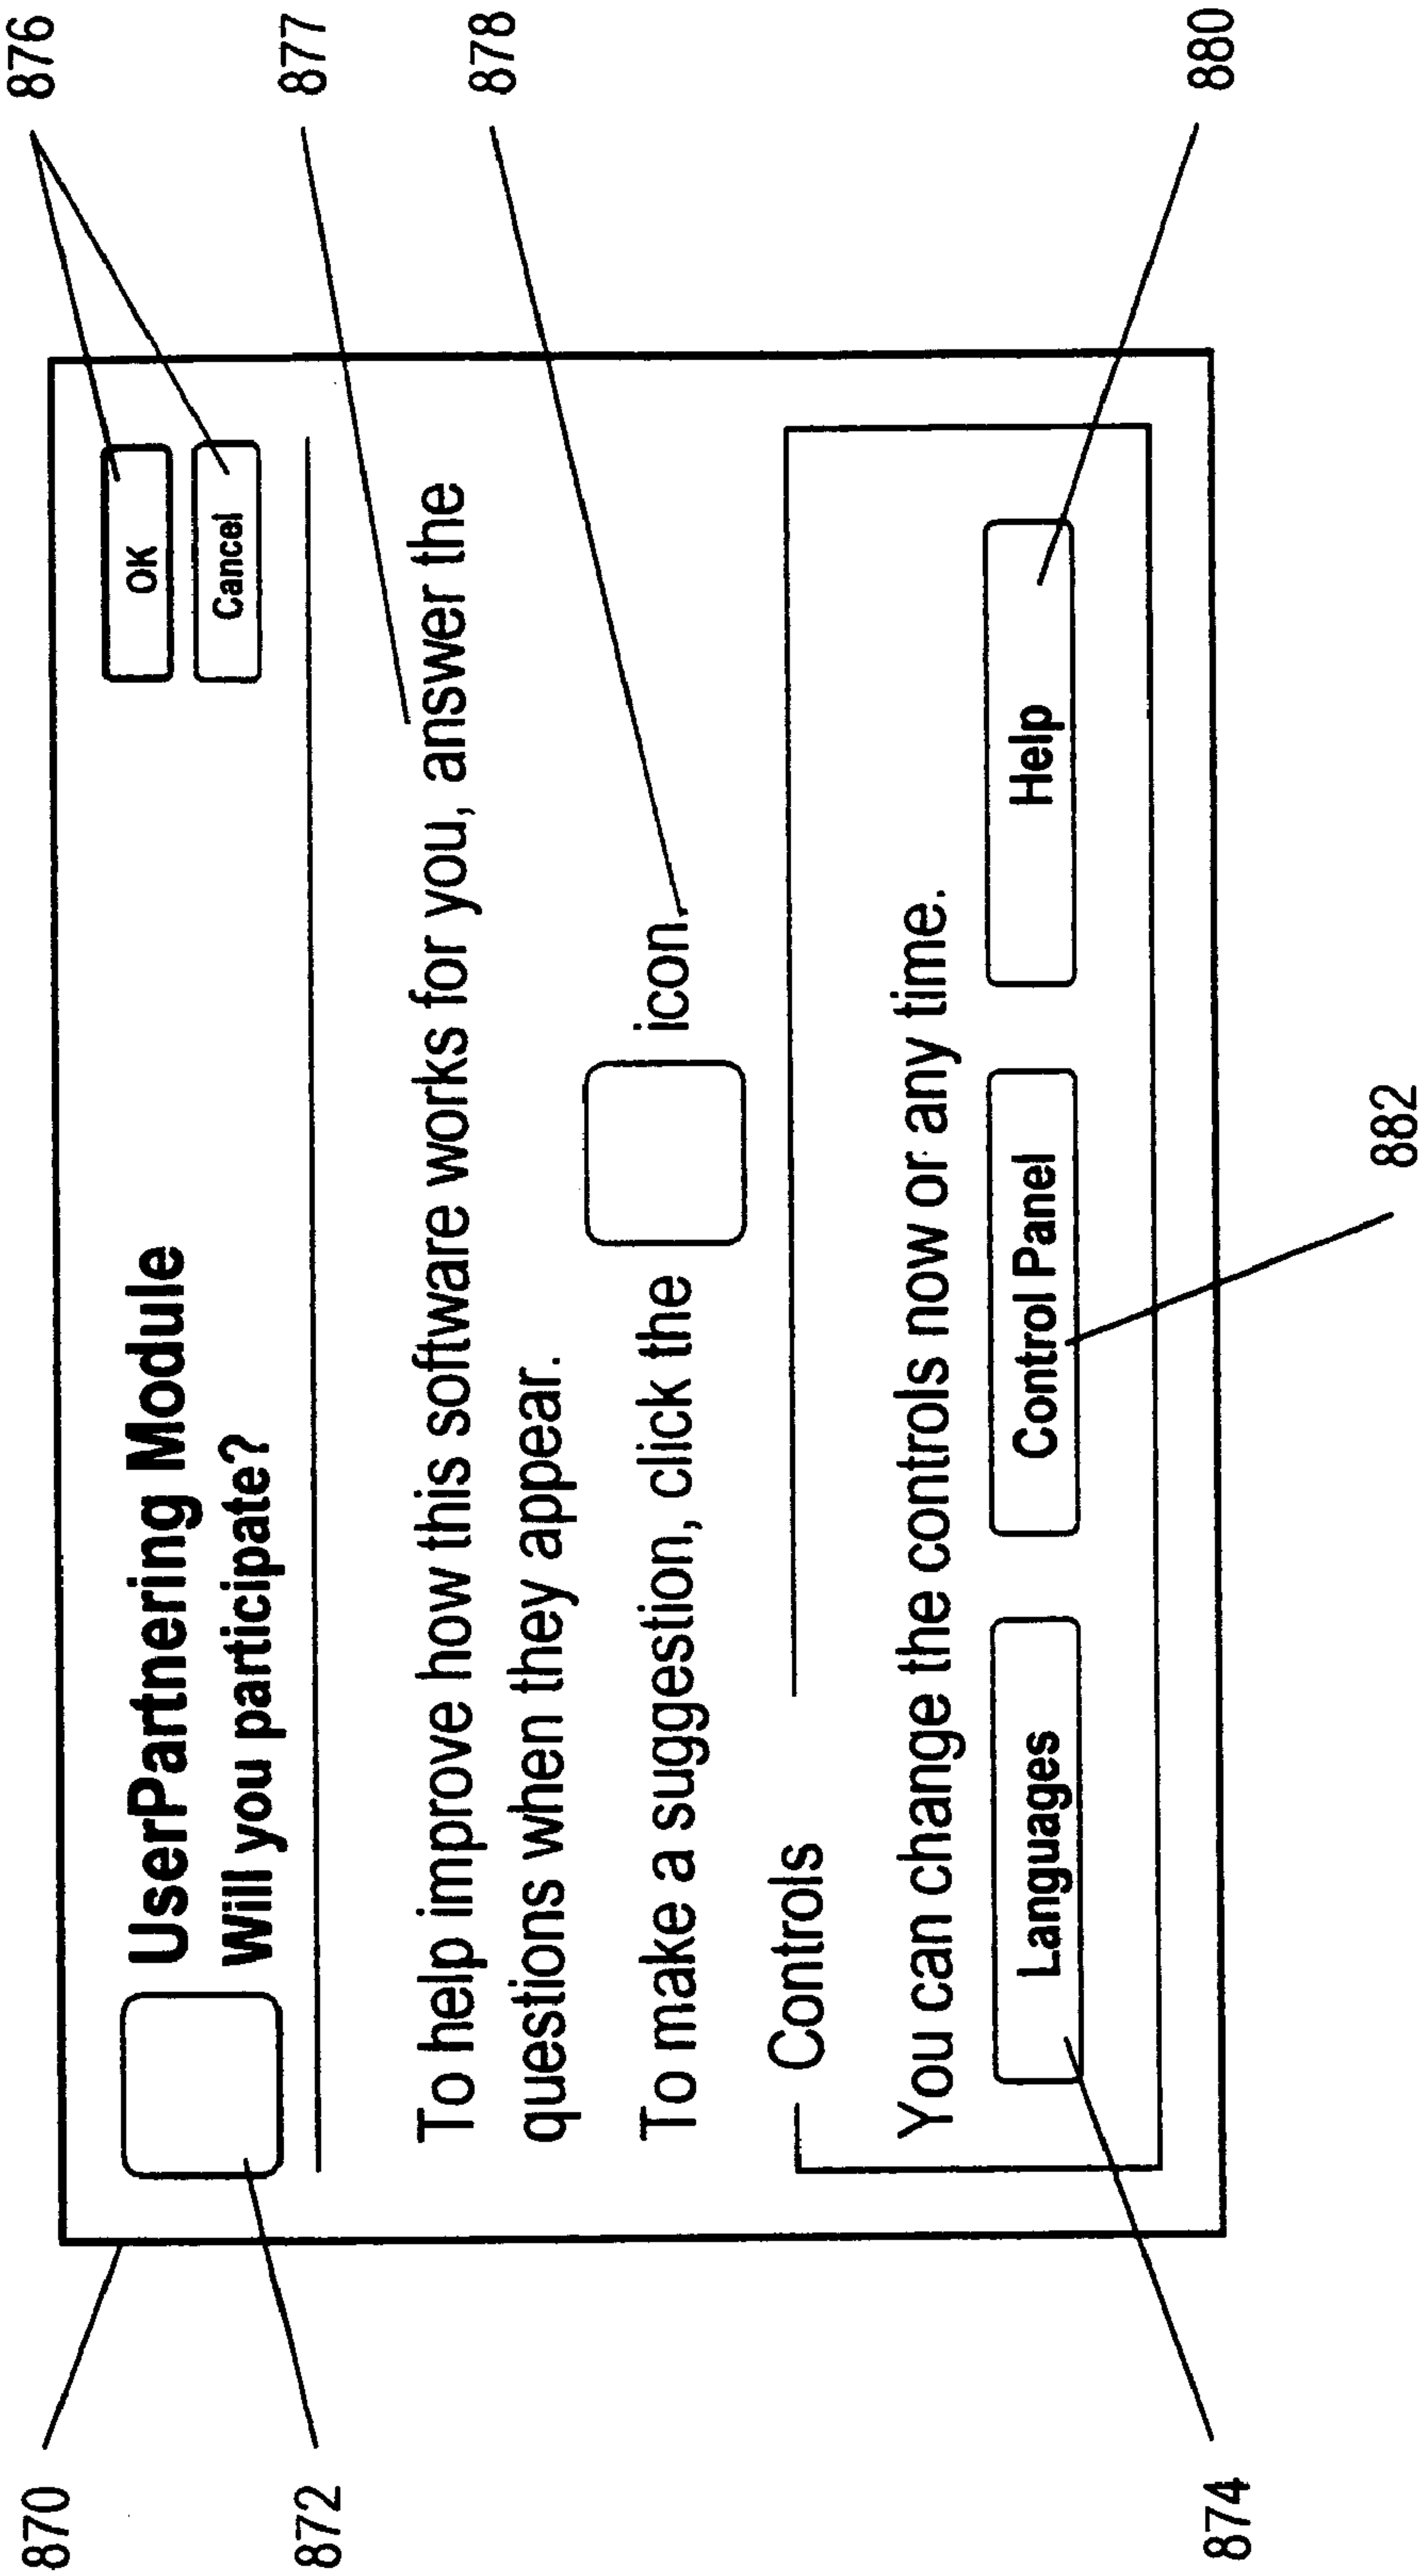 876
877
878
880
OK
Cancel
UserPartnering Module
Will you participate?
To help improve how this software works for you, answer the
questions when they appear.
To make a suggestion, click the icon.
Controls
You can change the controls now or any time.
Languages
Control Panel
Help
882
870
872
874